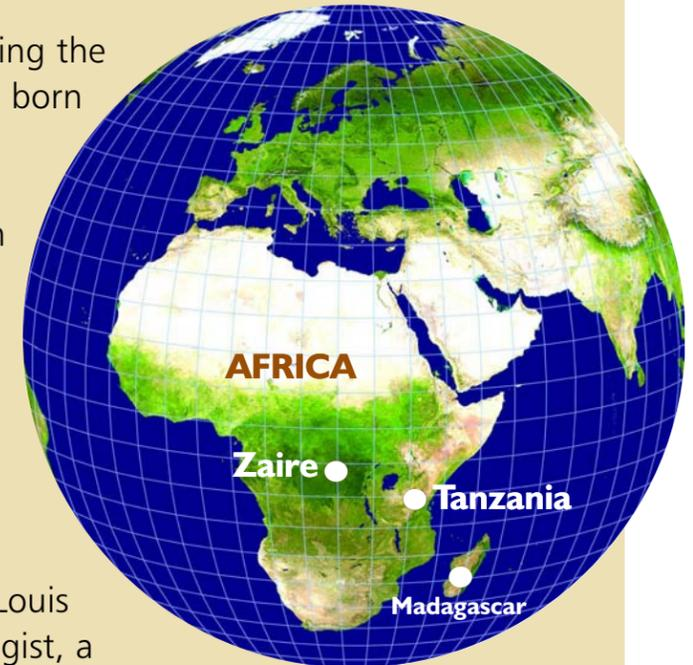 ing the
born
AFRICA
Zaire
Tanzania
Louis
Madagascar
gist, a